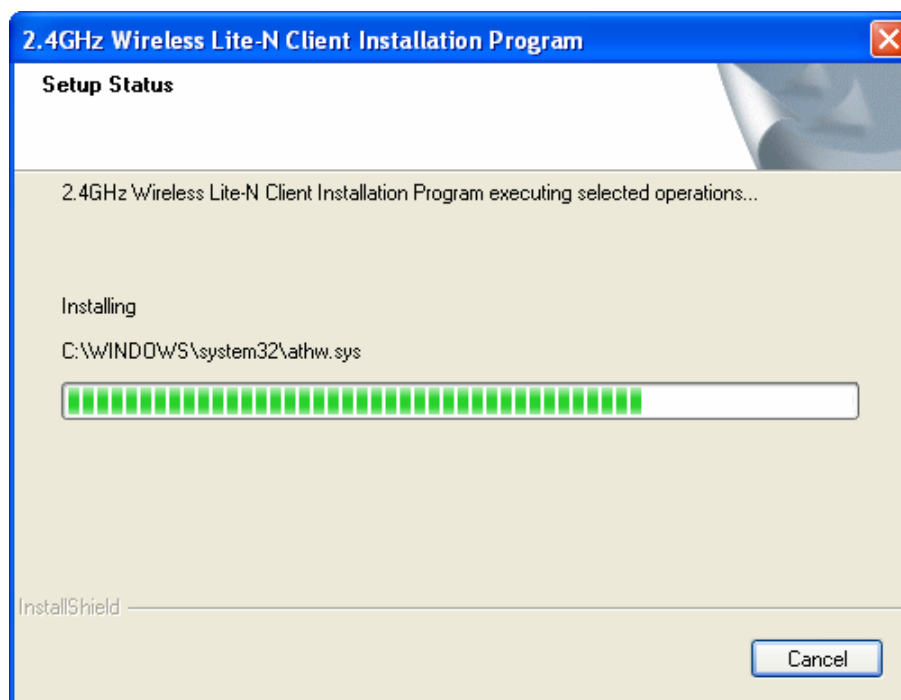 2.4GHz Wireless Lite-N Client Installation Program
Setup Status
2.4GHz Wireless Lite-N Client Installation Program executing selected operations...
Installing
C:\WINDOWS\system32\athw.sys
InstallShield
Cancel